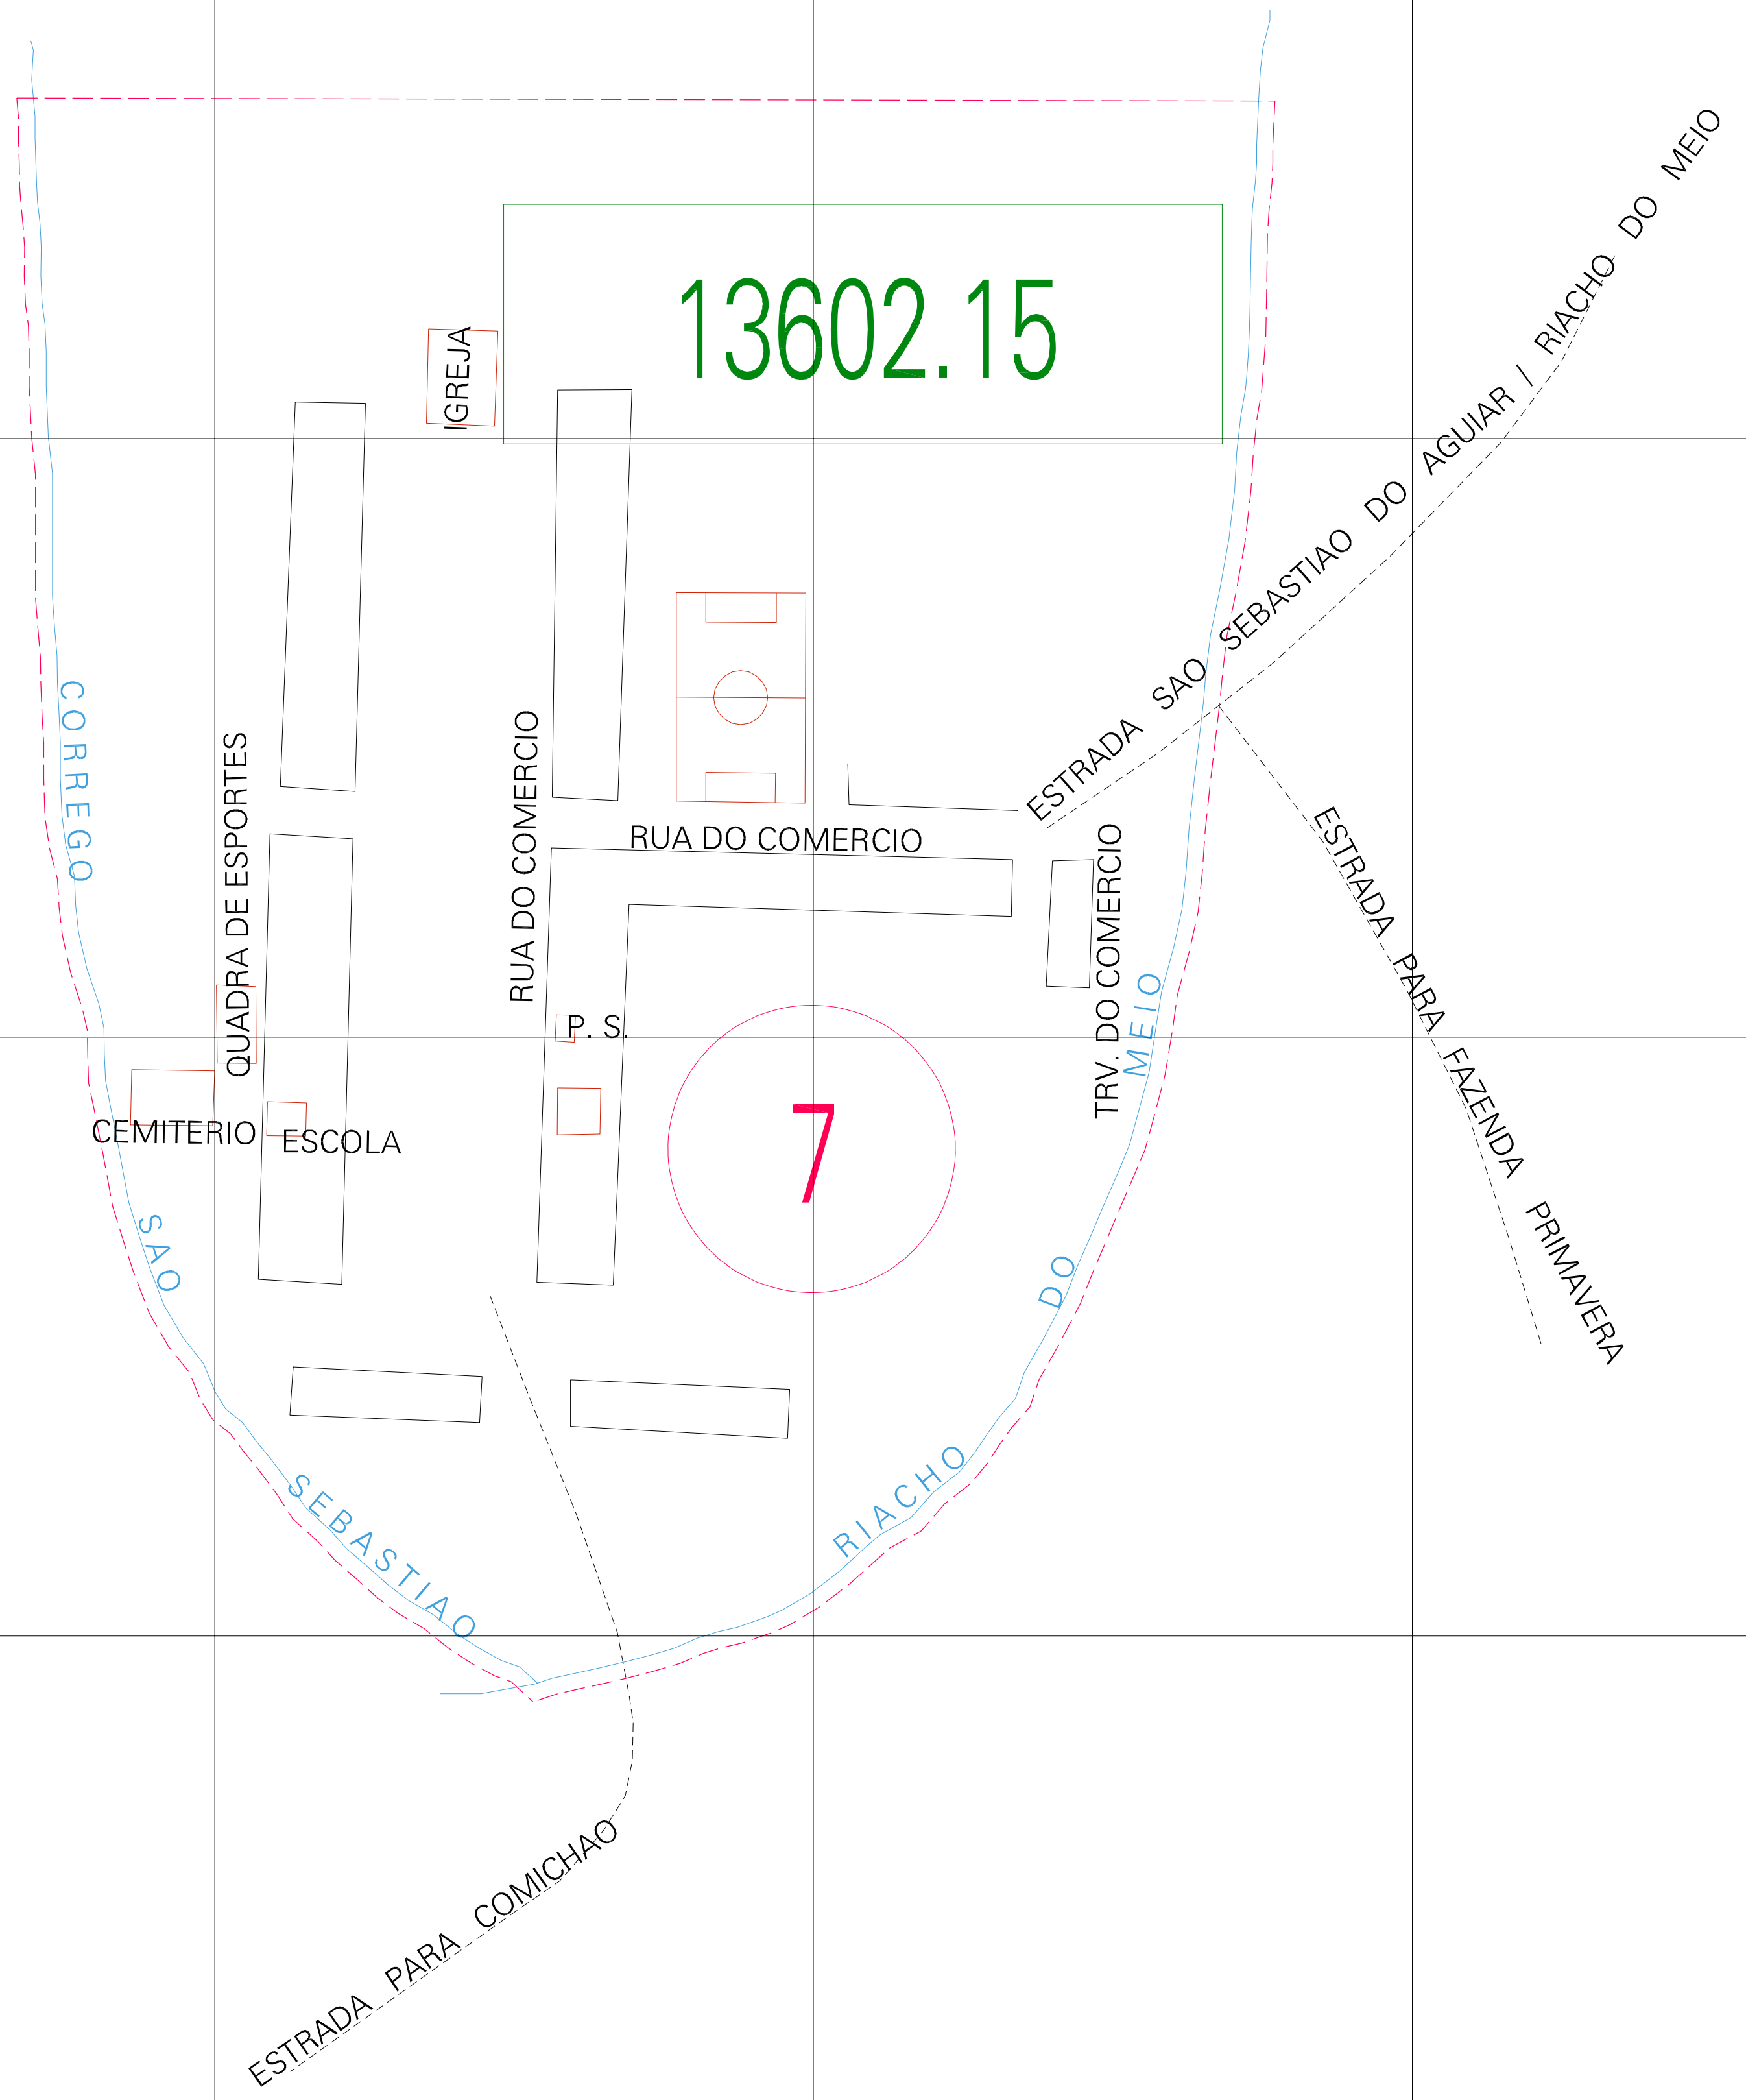 13602.15
IGREJA
ESTRADA SAO SEBASTIAO DO AGUIAR / RIACHO DO MEIO
CORREGO SAO SEBASTIAO
QUADRA DE ESPORTES
RUA DO COMERCIO
RUA DO COMERCIO
TRV. DO COMERCIO
ESTRADA PARA FAZENDA PRIMAVERA
RIACHO DO MEIO
P. S.
CEMITERIO
ESCOLA
7
ESTRADA PARA COMICHAO